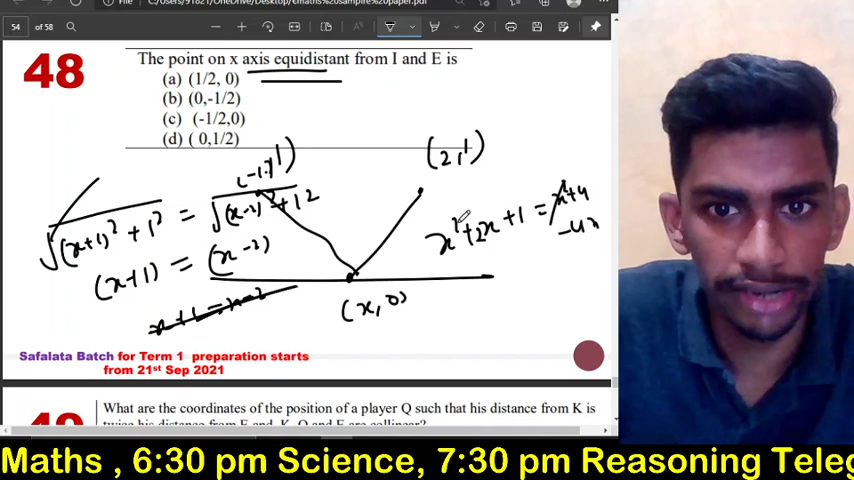 54 of 58
48
The point on x axis equidistant from I and E is
(a) (1/2, 0)
(b) (0,-1/2)
(c) (-1/2,0)
(d) ( 0,1/2)
(-1,1)
(2,1)
√(x+1)² + 1² = √(x-2)² + 1²
(x+1) = (x-2)
x+1 = x-2
x²+2x+1 = x²+4
-4x
(x, 0)
Safalata Batch for Term 1 preparation starts
from 21st Sep 2021
What are the coordinates of the position of a player Q such that his distance from K is
twice his distance from E and K, Q and E are collinear?
Maths , 6:30 pm Science, 7:30 pm Reasoning Teleg